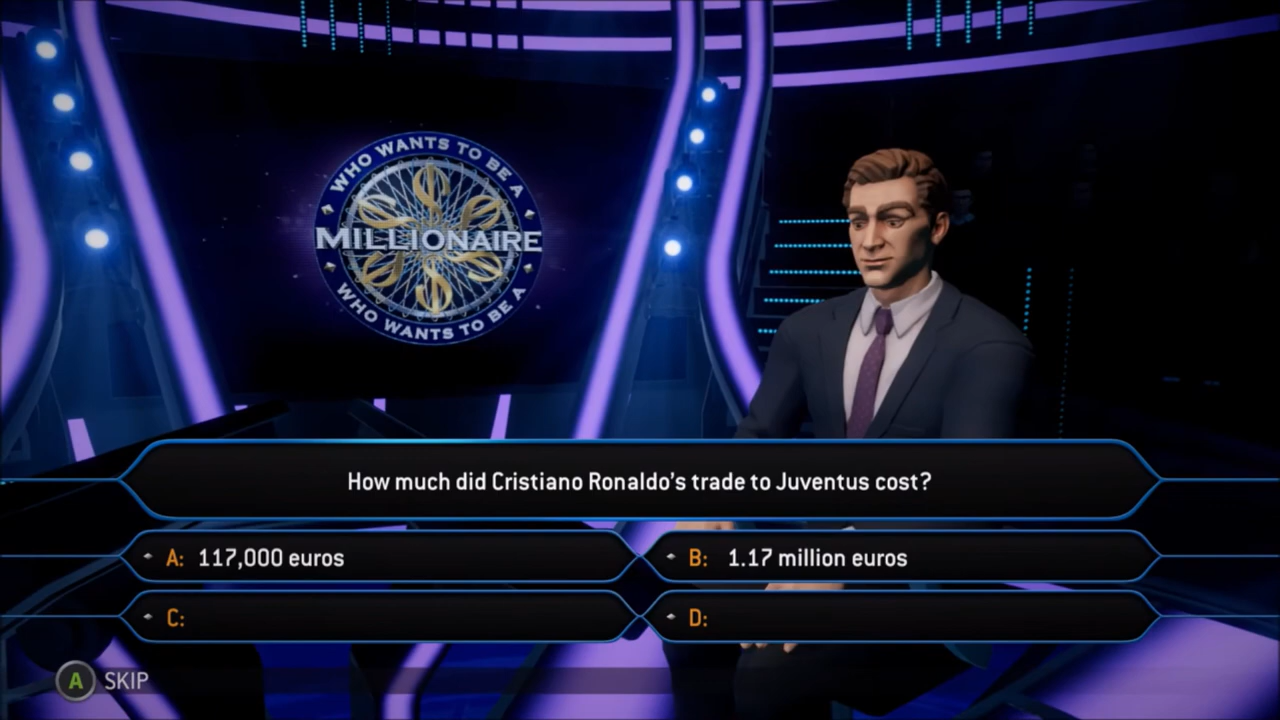 WHO WANTS TO BE A
MILLIONAIRE
WHO WANTS TO BE A
How much did Cristiano Ronaldo's trade to Juventus cost?
A: 117,000 euros
B: 1.17 million euros
C:
D:
A SKIP